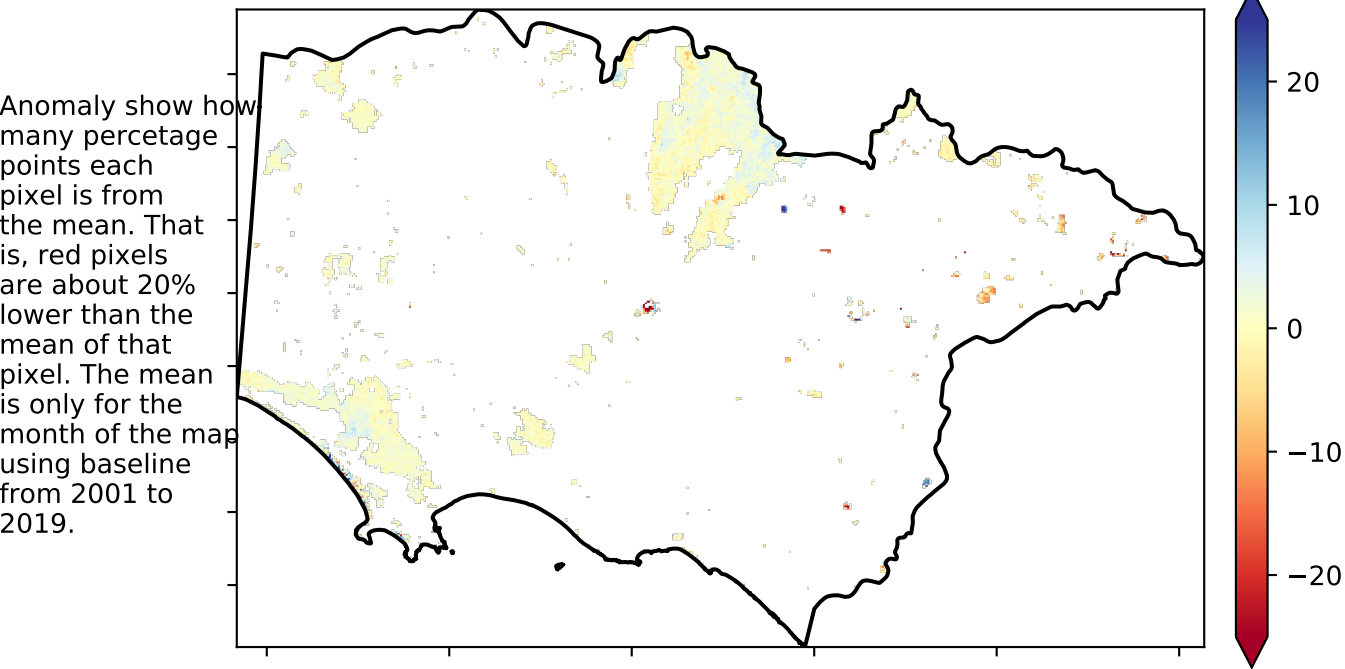 Anomaly show how
many percetage
points each
pixel is from
the mean. That
is, red pixels
are about 20%
lower than the
mean of that
pixel. The mean
is only for the
month of the map
using baseline
from 2001 to
2019.
20
10
0
−10
−20